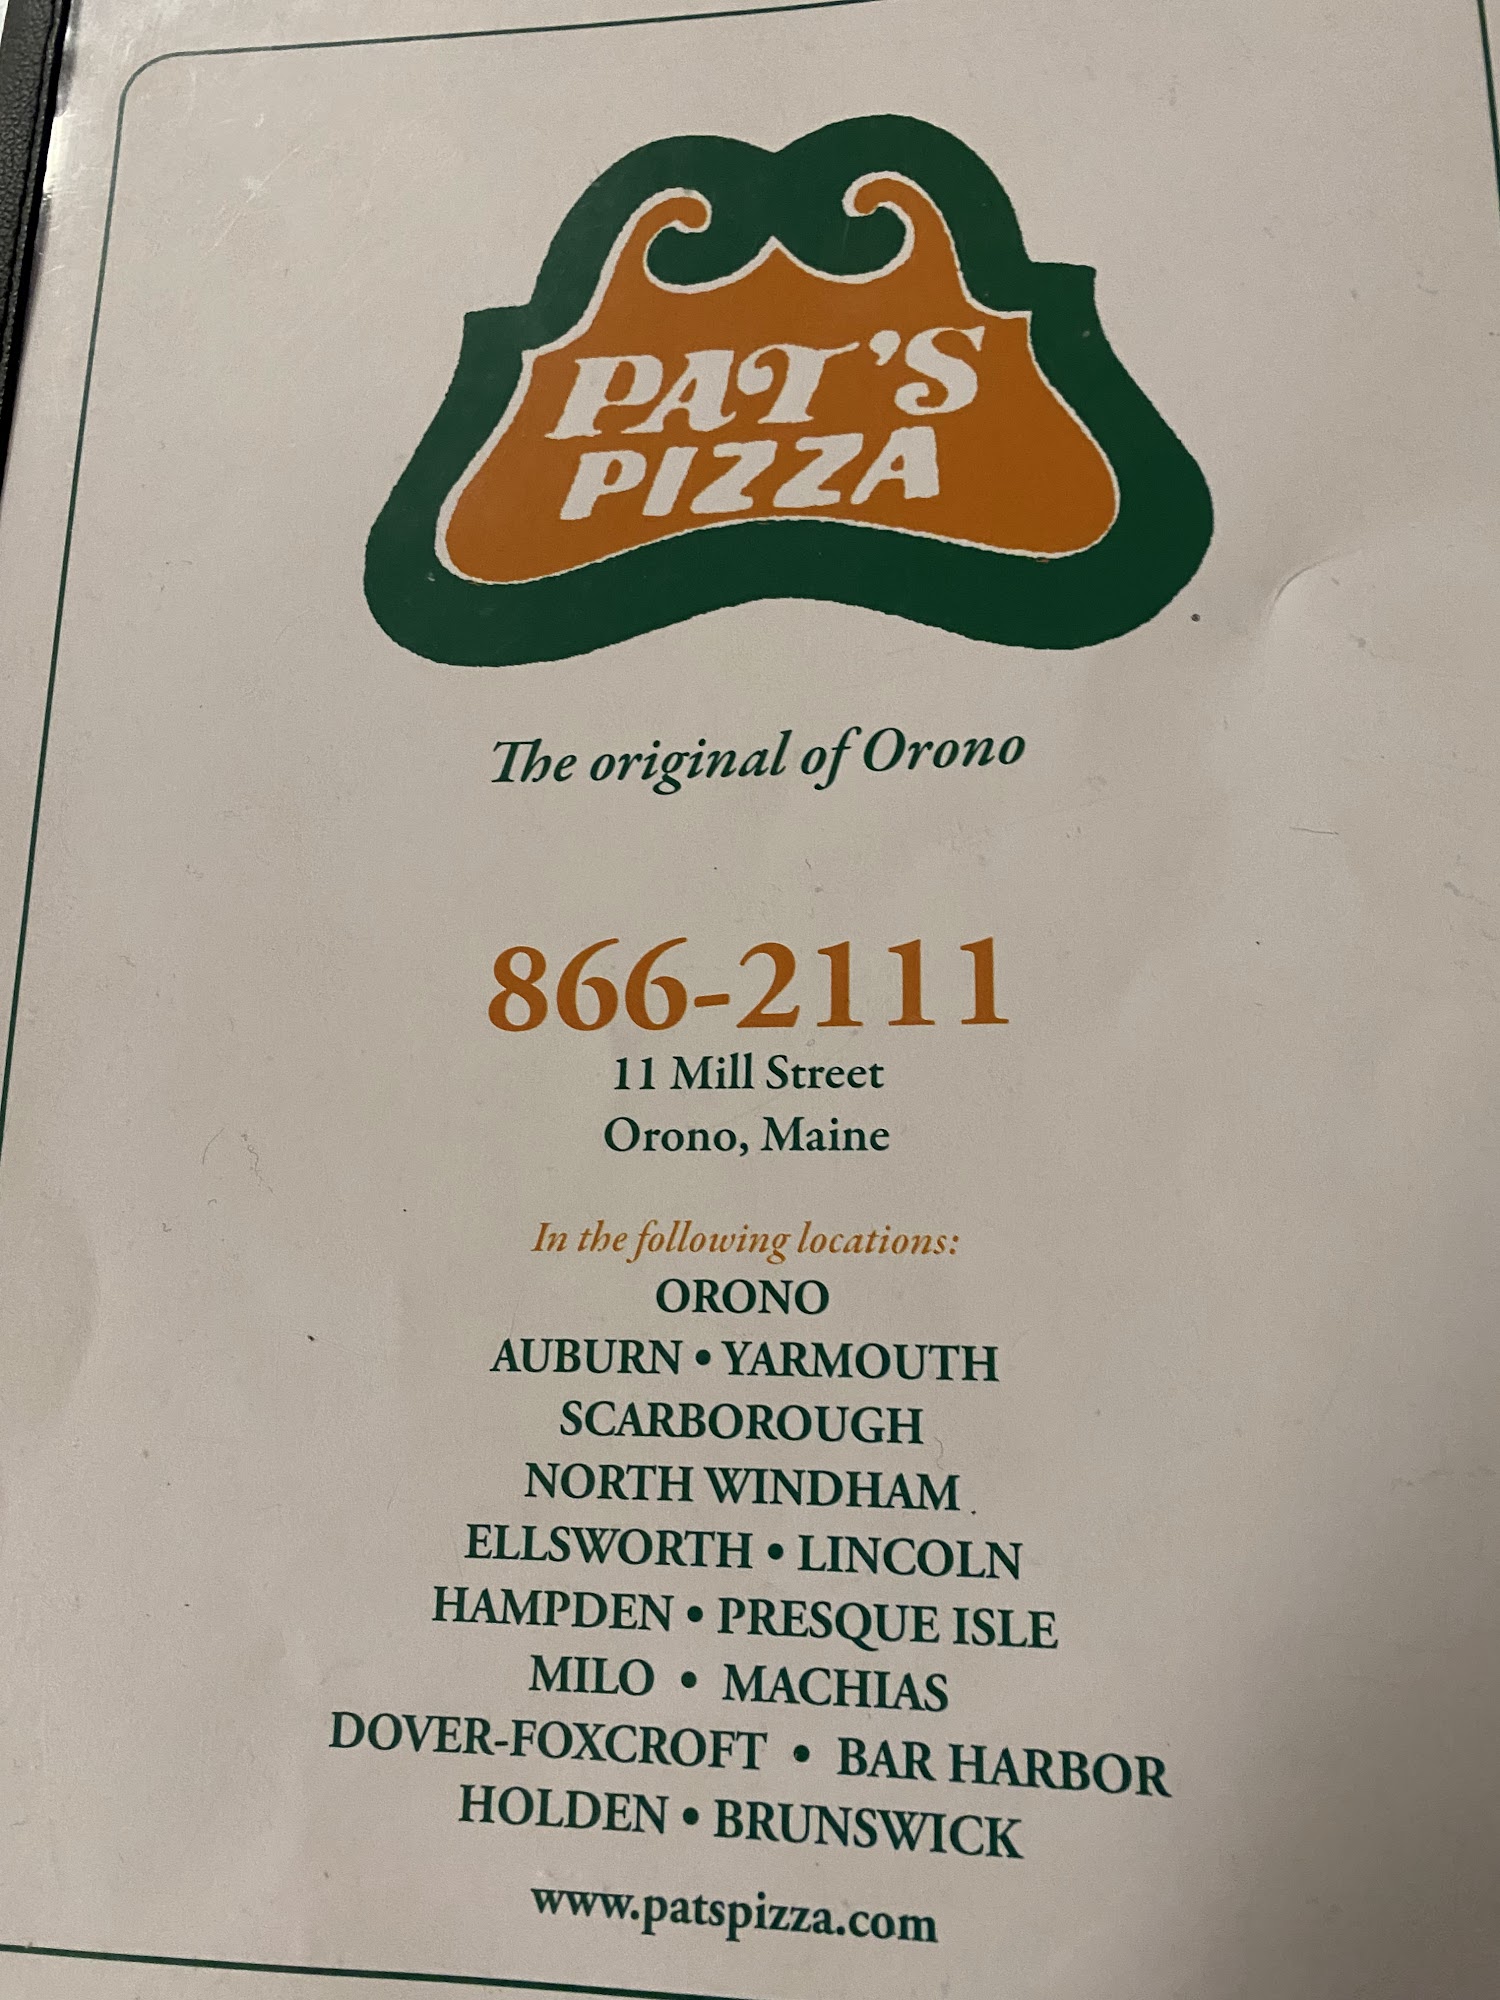 PAT'S
PIZZA
The original of Orono
866-2111
11 Mill Street
Orono, Maine
In the following locations:
ORONO
AUBURN • YARMOUTH
SCARBOROUGH
NORTH WINDHAM
ELLSWORTH • LINCOLN
HAMPDEN • PRESQUE ISLE
MILO • MACHIAS
DOVER-FOXCROFT • BAR HARBOR
HOLDEN • BRUNSWICK
www.patspizza.com